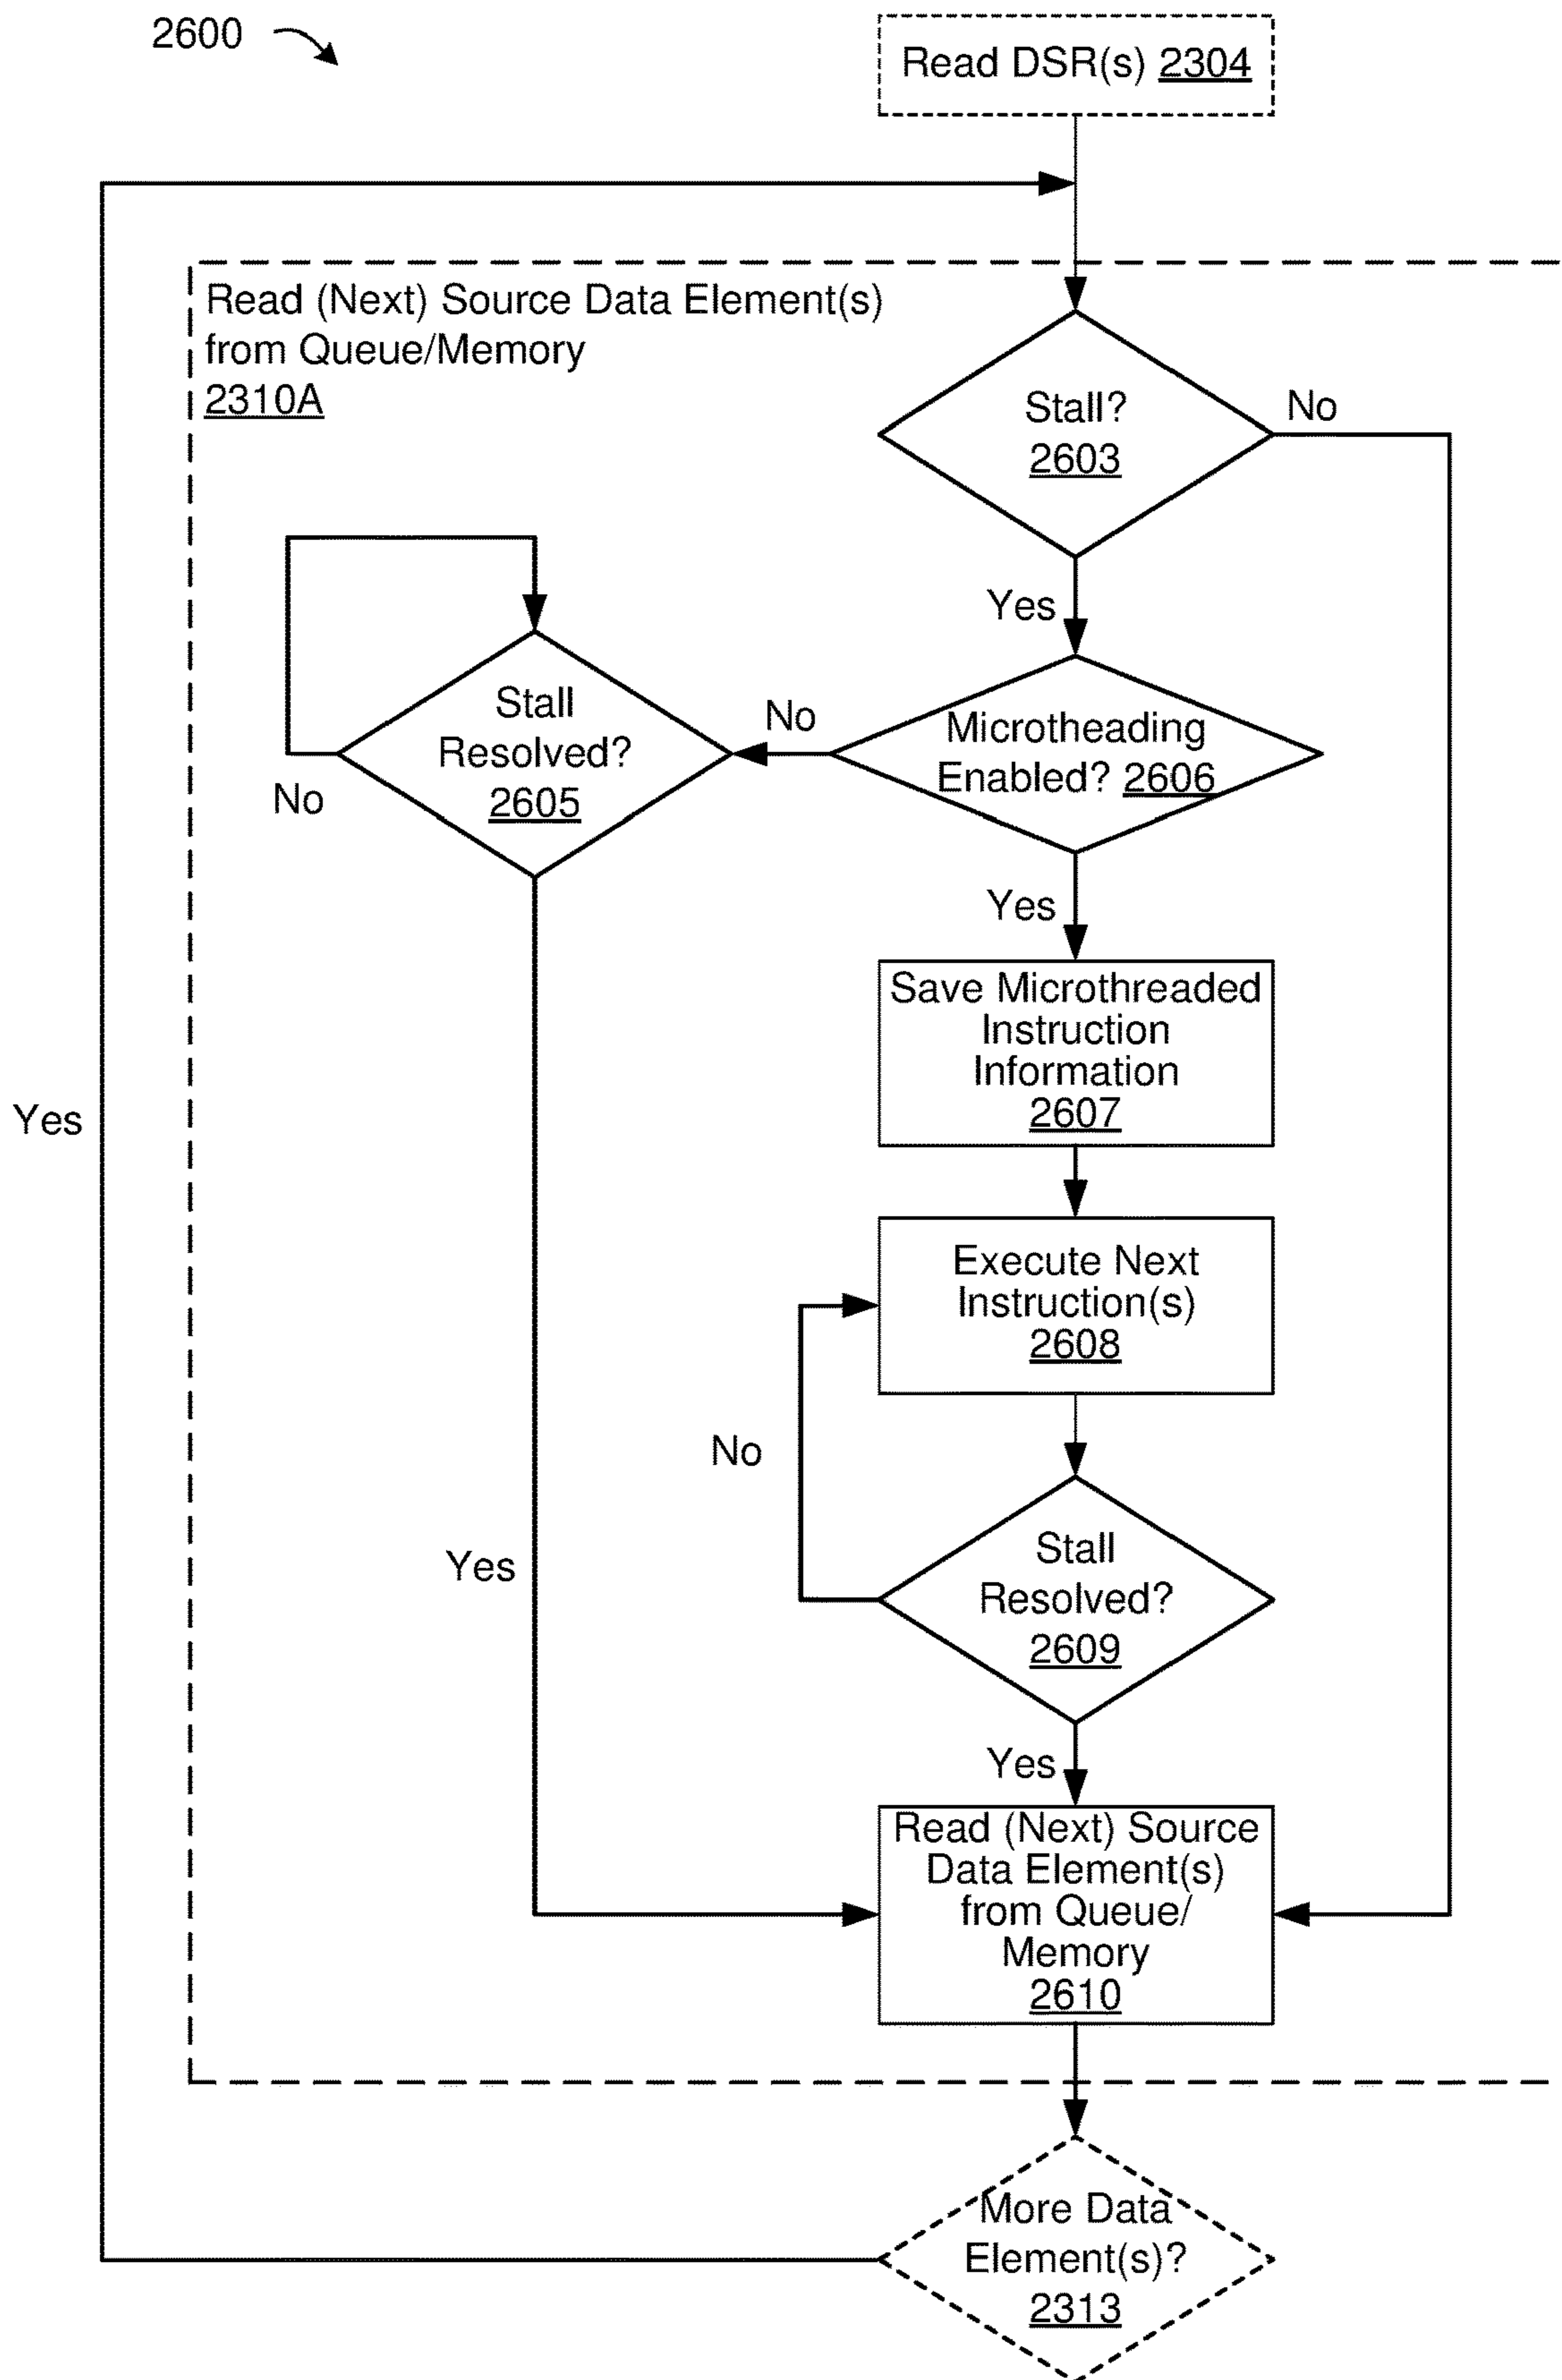 2600
Read DSR(s) 2304
Read (Next) Source Data Element(s)
from Queue/Memory
2310A
Stall?
2603
No
Yes
Microtheading
Enabled? 2606
No
Stall
Resolved?
2605
No
Yes
Save Microthreaded
Instruction
Information
2607
Yes
Execute Next
Instruction(s)
2608
No
Stall
Resolved?
2609
Yes
Yes
Read (Next) Source
Data Element(s)
from Queue/
Memory
2610
More Data
Element(s)?
2313